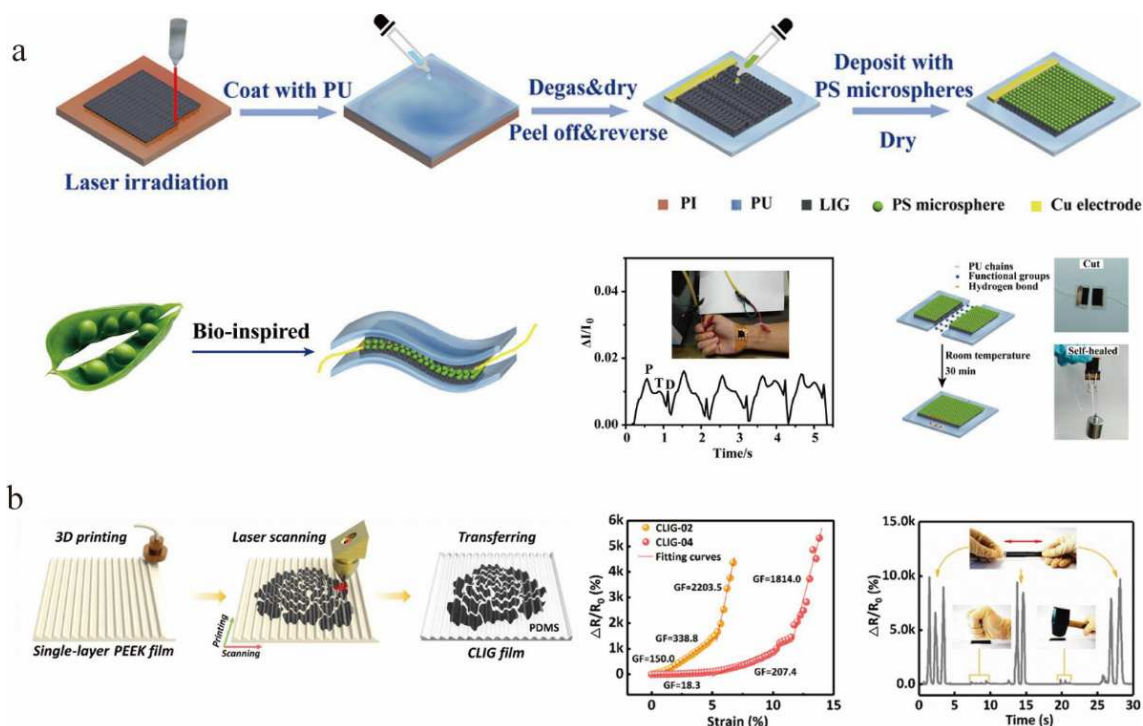 a
Coat with PU
Degas&dry
Peel off&reverse
Deposit with
PS microspheres
Dry
Laser irradiation
PI
PU
LIG
PS microsphere
Cu electrode
Bio-inspired
ΔI/I0
0.04
0.02
0.00
P
T
D
0 1 2 3 4 5
Time/s
PU chains
Functional groups
Hydrogen bond
Room temperature
30 min
Cut
Self-healed
b
3D printing
Single-layer PEEK film
Laser scanning
Printing
Scanning
Transferring
PDMS
CLIG film
△R/R0 (%)
6k
5k
4k
3k
2k
1k
0
CLIG-02
CLIG-04
Fitting curves
GF=2203.5
GF=1814.0
GF=338.8
GF=150.0
GF=18.3
GF=207.4
0 5 10 15
Strain (%)
△R/R0 (%)
15.0k
10.0k
5.0k
0.0
0 5 10 15 20 25 30
Time (s)